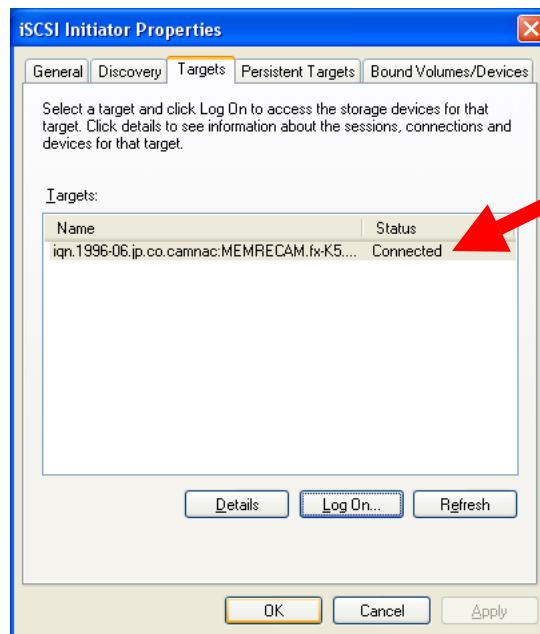 iSCSI Initiator Properties
General Discovery Targets Persistent Targets Bound Volumes/Devices
Select a target and click Log On to access the storage devices for that
target. Click details to see information about the sessions, connections and
devices for that target.
Targets:
Name Status
iqn.1996-06.jp.co.camnac:MEMRECAM.fx-K5.... Connected
Details Log On... Refresh
OK Cancel Apply